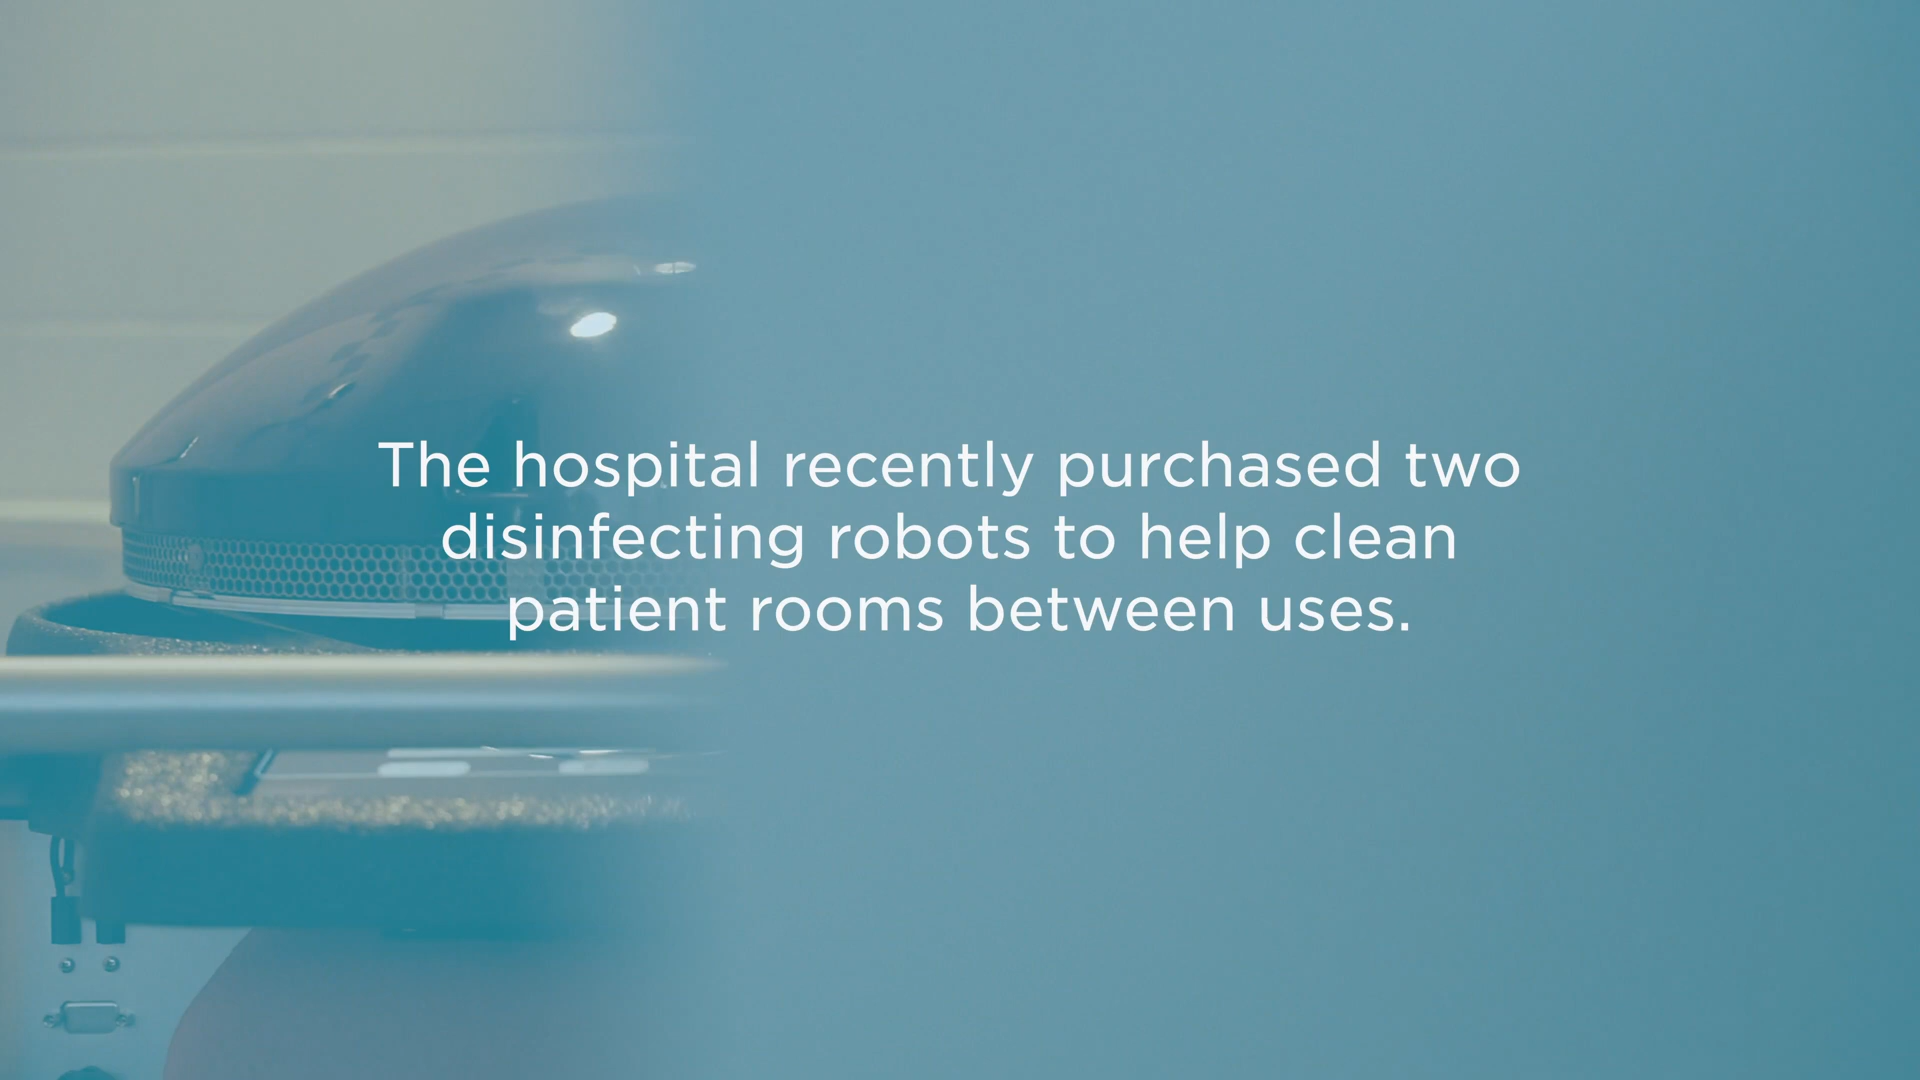 The hospital recently purchased two
disinfecting robots to help clean
patient rooms between uses.